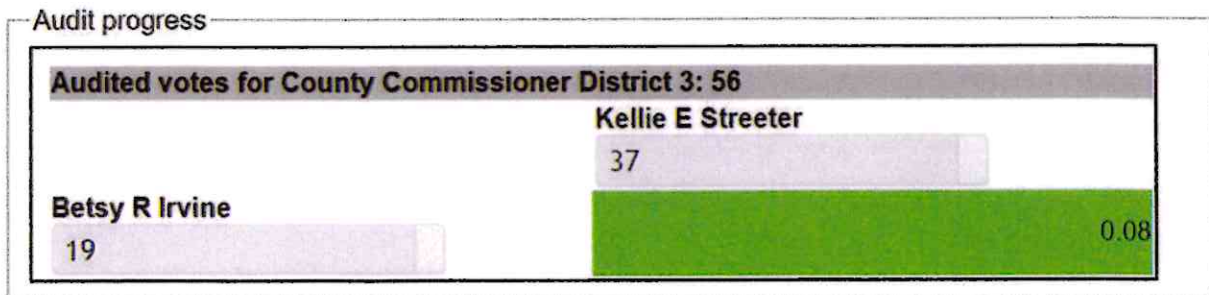 Audit progress
Audited votes for County Commissioner District 3: 56
Kellie E Streeter
37
Betsy R Irvine
19
0.08